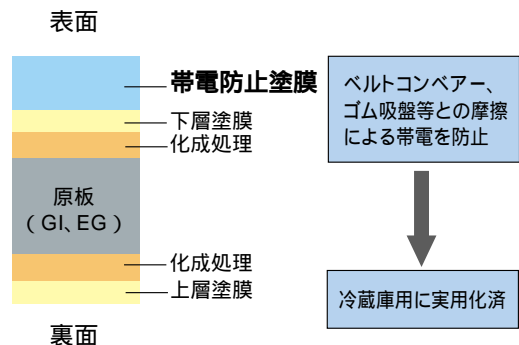 表面
帯電防止塗膜
下層塗膜
化成処理
原板
（GI、EG）
化成処理
上層塗膜
裏面
ベルトコンベアー、
ゴム吸盤等との摩擦
による帯電を防止
冷蔵庫用に実用化済